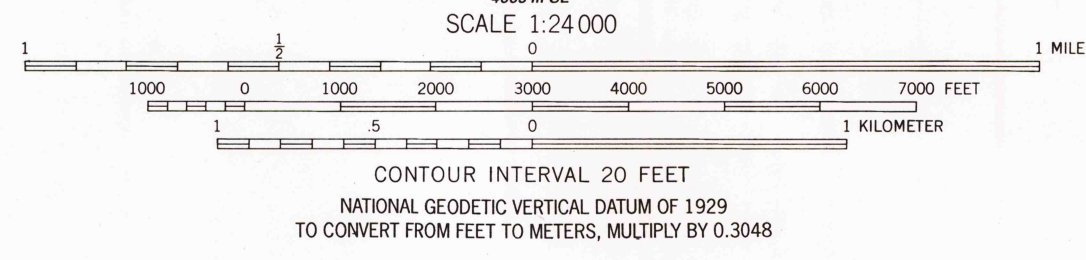 SCALE 1:24 000
1 ½ 0 1 MILE
1000 0 1000 2000 3000 4000 5000 6000 7000 FEET
1 .5 0 1 KILOMETER
CONTOUR INTERVAL 20 FEET
NATIONAL GEODETIC VERTICAL DATUM OF 1929
TO CONVERT FROM FEET TO METERS, MULTIPLY BY 0.3048